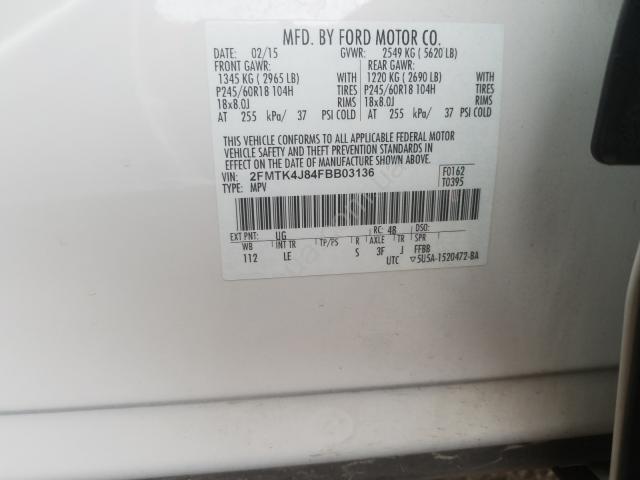 MFD. BY FORD MOTOR CO.
DATE: 02/15 GVWR: 2549 KG ( 5620 LB)
FRONT GAWR: REAR GAWR:
1345 KG ( 2965 LB) WITH 1220 KG ( 2690 LB) WITH
P245/60R18 104H TIRES P245/60R18 104H TIRES
18x8.0J RIMS 18x8.0J RIMS
AT 255 kPa/ 37 PSI COLD AT 255 kPa/ 37 PSI COLD
THIS VEHICLE CONFORMS TO ALL APPLICABLE FEDERAL MOTOR
VEHICLE SAFETY AND THEFT PREVENTION STANDARDS IN
EFFECT ON THE DATE OF MANUFACTURE SHOWN ABOVE.
VIN: 2FMTK4J84FBB03136 F0162
TYPE: MPV T0395
EXT PNT: UG RC: 48 DSO:
WB INT TR TP/PS R AXLE TR SPR
112 LE S 3F J FFBB
UTC ▽5U5A-1520472-BA